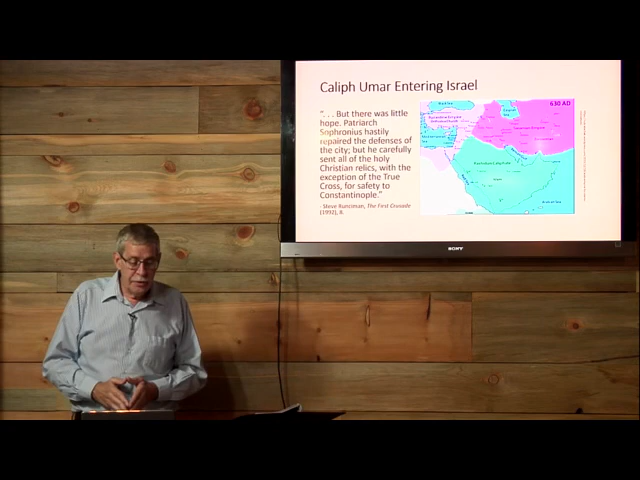 Caliph Umar Entering Israel
". . . But there was little
hope. Patriarch
Sophronius hastily
repaired the defenses of
the city; but he carefully
sent all of the holy
Christian relics, with the
exception of the True
Cross, for safety to
Constantinople."
- Steve Runciman, The First Crusade
(1992), 8.
630 AD
SONY